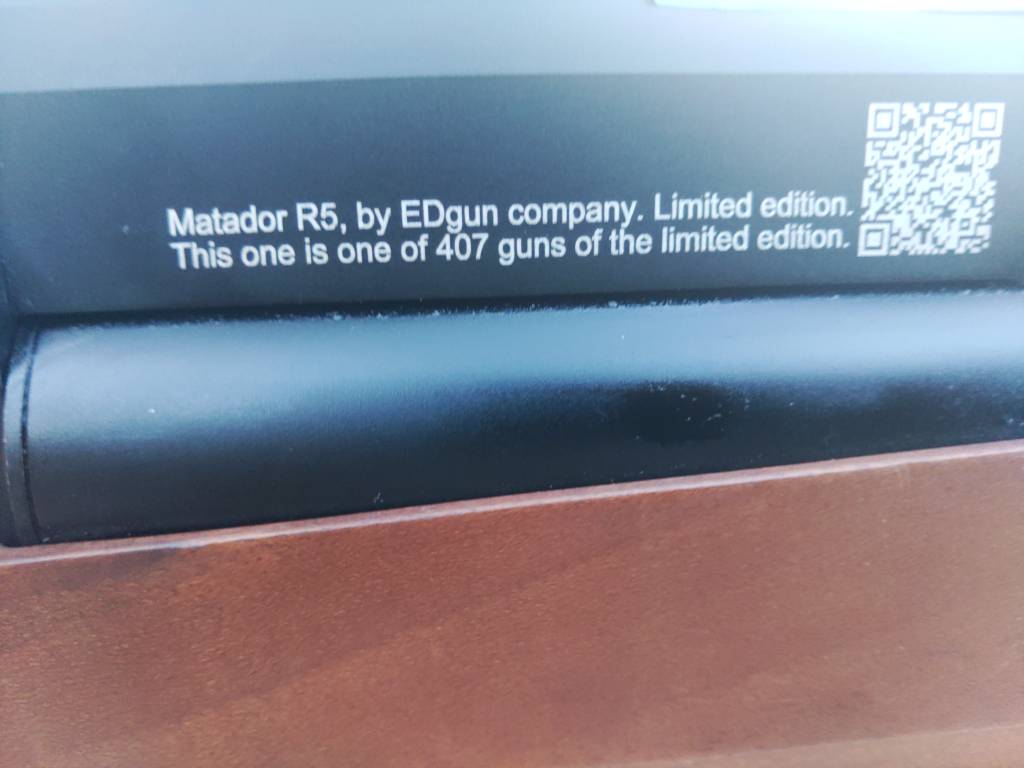 Matador R5, by EDgun company. Limited edition.
This one is one of 407 guns of the limited edition.